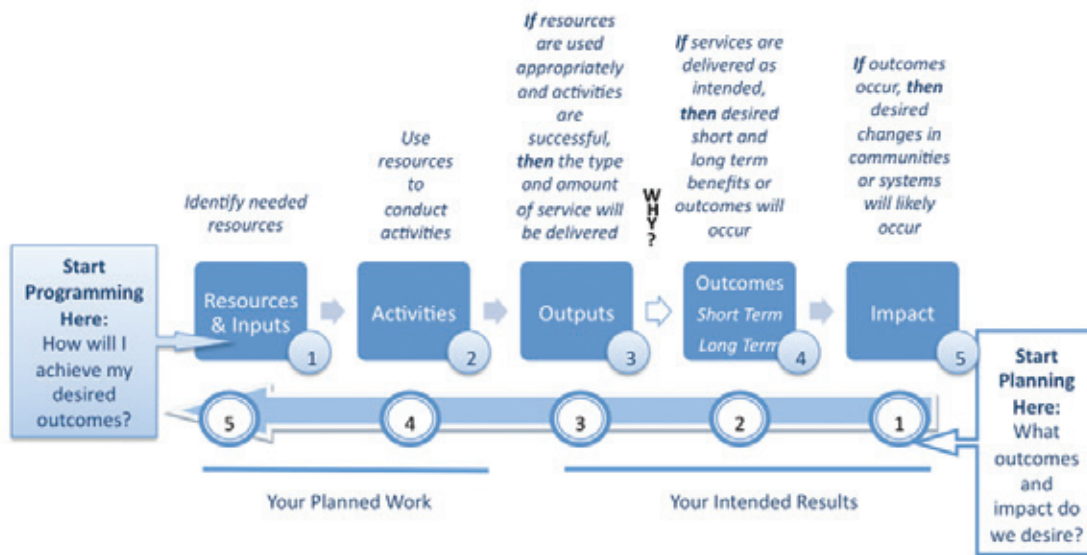 Identify needed
resources
Use
resources
to
conduct
activities
If resources
are used
appropriately
and activities
are
successful,
then the type
and amount
of service will
be delivered
WHY?
If services are
delivered as
intended,
then desired
short and
long term
benefits or
outcomes will
occur
If outcomes
occur, then
desired
changes in
communities
or systems
will likely
occur
Start
Programming
Here:
How will I
achieve my
desired
outcomes?
Resources
& Inputs
1
Activities
2
Outputs
3
Outcomes
Short Term
Long Term
4
Impact
5
5
4
3
2
1
Start
Planning
Here:
What
outcomes
and
impact do
we desire?
Your Planned Work
Your Intended Results